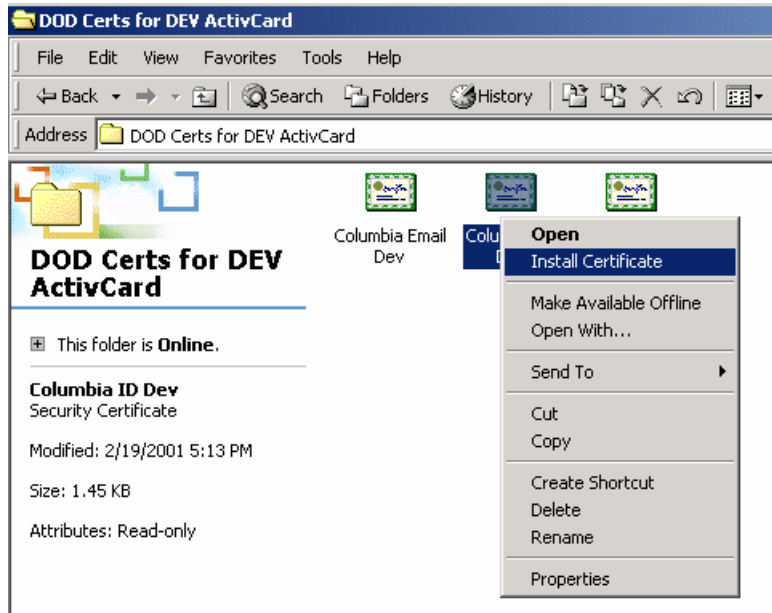 DOD Certs for DEV ActivCard
File Edit View Favorites Tools Help
Back Search Folders History
Address DOD Certs for DEV ActivCard
DOD Certs for DEV
ActivCard
This folder is Online.
Columbia ID Dev
Security Certificate
Modified: 2/19/2001 5:13 PM
Size: 1.45 KB
Attributes: Read-only
Columbia Email
Dev
Colu
Open
Install Certificate
Make Available Offline
Open With...
Send To
Cut
Copy
Create Shortcut
Delete
Rename
Properties